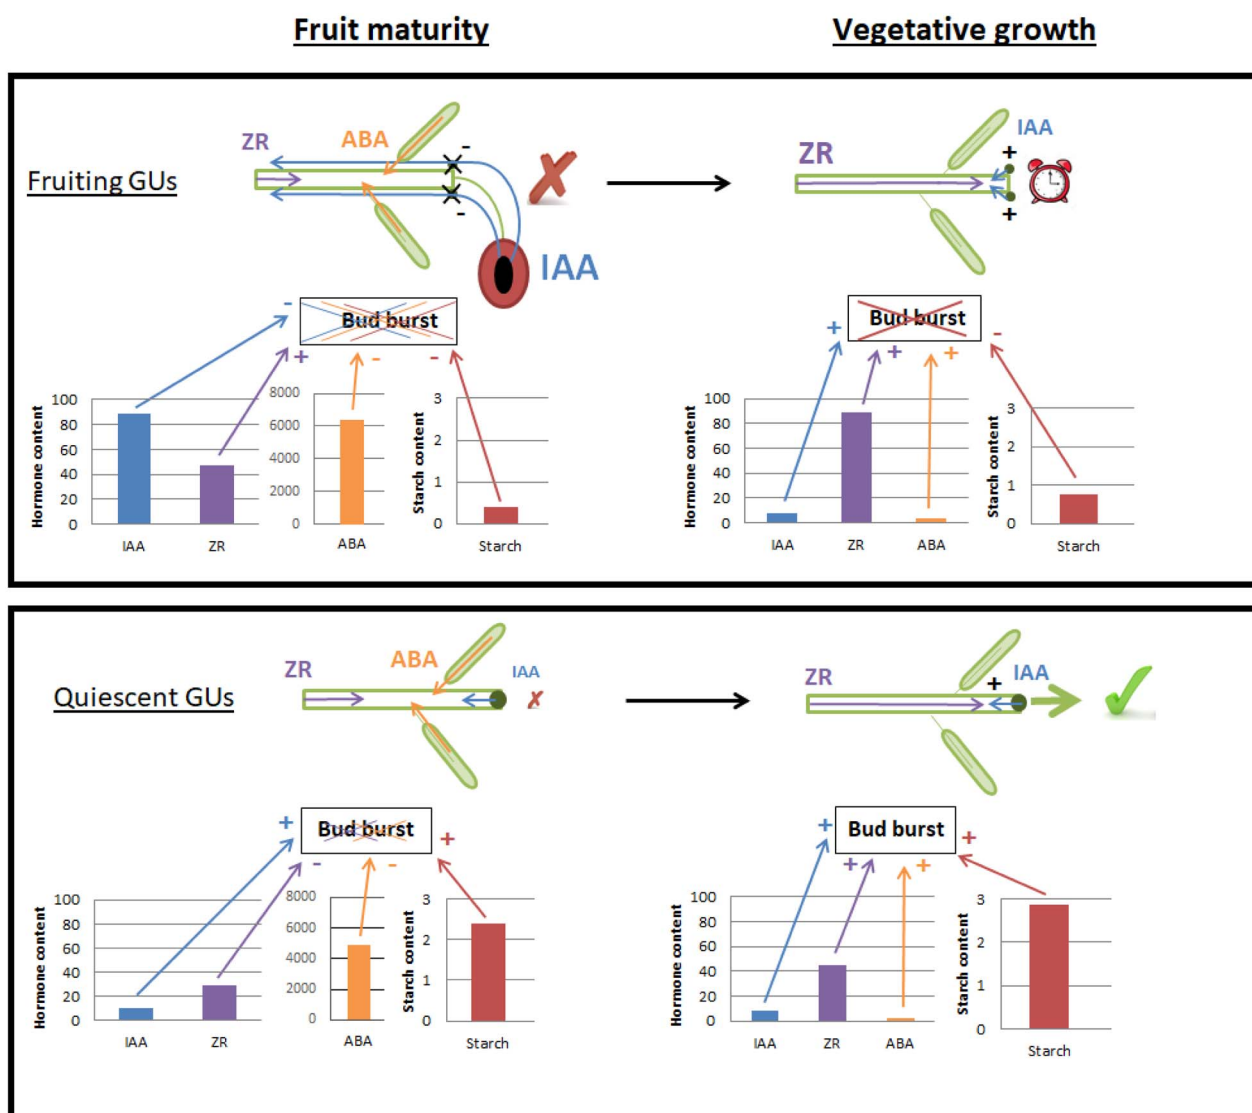 Fruit maturity
Vegetative growth
Fruiting GUs
ZR
ABA
-
-
IAA
ZR
IAA
+
+
Bud burst
-
+
-
-
100
80
60
40
20
0
Hormone content
IAA
ZR
8000
6000
4000
2000
0
ABA
3
2
1
0
Starch content
Starch
Bud burst
+
+
+
-
100
80
60
40
20
0
Hormone content
IAA
ZR
ABA
3
2
1
0
Starch content
Starch
Quiescent GUs
ZR
ABA
IAA
ZR
+
IAA
Bud burst
+
-
-
+
100
80
60
40
20
0
Hormone content
IAA
ZR
8000
6000
4000
2000
0
ABA
3
2
1
0
Starch content
Starch
Bud burst
+
+
+
+
100
80
60
40
20
0
Hormone content
IAA
ZR
ABA
3
2
1
0
Starch content
Starch